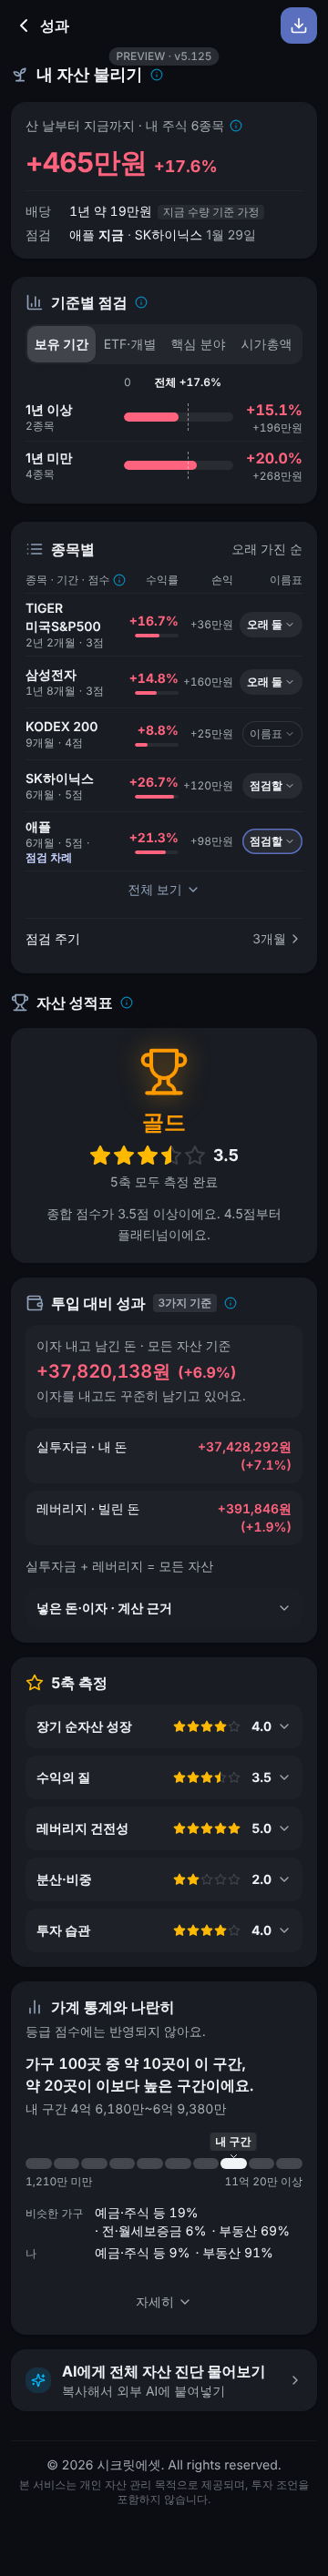 성과
PREVIEW · v5.125
내 자산 불리기
산 날부터 지금까지 · 내 주식 6종목
+465만원 +17.6%
배당 1년 약 19만원 지금 수량 기준 가정
점검 애플 지금 · SK하이닉스 1월 29일
기준별 점검
보유 기간 ETF·개별 핵심 분야 시가총액
0 전체 +17.6%
1년 이상 +15.1%
2종목 +196만원
1년 미만 +20.0%
4종목 +268만원
종목별 오래 가진 순
종목 · 기간 · 점수 수익률 손익 이름표
TIGER
미국S&P500 +16.7% +36만원 오래 둘
2년 2개월 · 3점
삼성전자 +14.8% +160만원 오래 둘
1년 8개월 · 3점
KODEX 200 +8.8% +25만원 이름표
9개월 · 4점
SK하이닉스 +26.7% +120만원 점검할
6개월 · 5점
애플 +21.3% +98만원 점검할
6개월 · 5점 ·
점검 차례
전체 보기
점검 주기 3개월
자산 성적표
골드
3.5
5축 모두 측정 완료
종합 점수가 3.5점 이상이에요. 4.5점부터
플래티넘이에요.
투입 대비 성과 3가지 기준
이자 내고 남긴 돈 · 모든 자산 기준
+37,820,138원 (+6.9%)
이자를 내고도 꾸준히 남기고 있어요.
실투자금 · 내 돈 +37,428,292원
(+7.1%)
레버리지 · 빌린 돈 +391,846원
(+1.9%)
실투자금 + 레버리지 = 모든 자산
넣은 돈·이자 · 계산 근거
5축 측정
장기 순자산 성장 4.0
수익의 질 3.5
레버리지 건전성 5.0
분산·비중 2.0
투자 습관 4.0
가계 통계와 나란히
등급 점수에는 반영되지 않아요.
가구 100곳 중 약 10곳이 이 구간,
약 20곳이 이보다 높은 구간이에요.
내 구간 4억 6,180만~6억 9,380만
내 구간
1,210만 미만 11억 20만 이상
비슷한 가구 예금·주식 등 19%
· 전·월세보증금 6% · 부동산 69%
나 예금·주식 등 9% · 부동산 91%
자세히
AI에게 전체 자산 진단 물어보기
복사해서 외부 AI에 붙여넣기
© 2026 시크릿에셋. All rights reserved.
본 서비스는 개인 자산 관리 목적으로 제공되며, 투자 조언을
포함하지 않습니다.